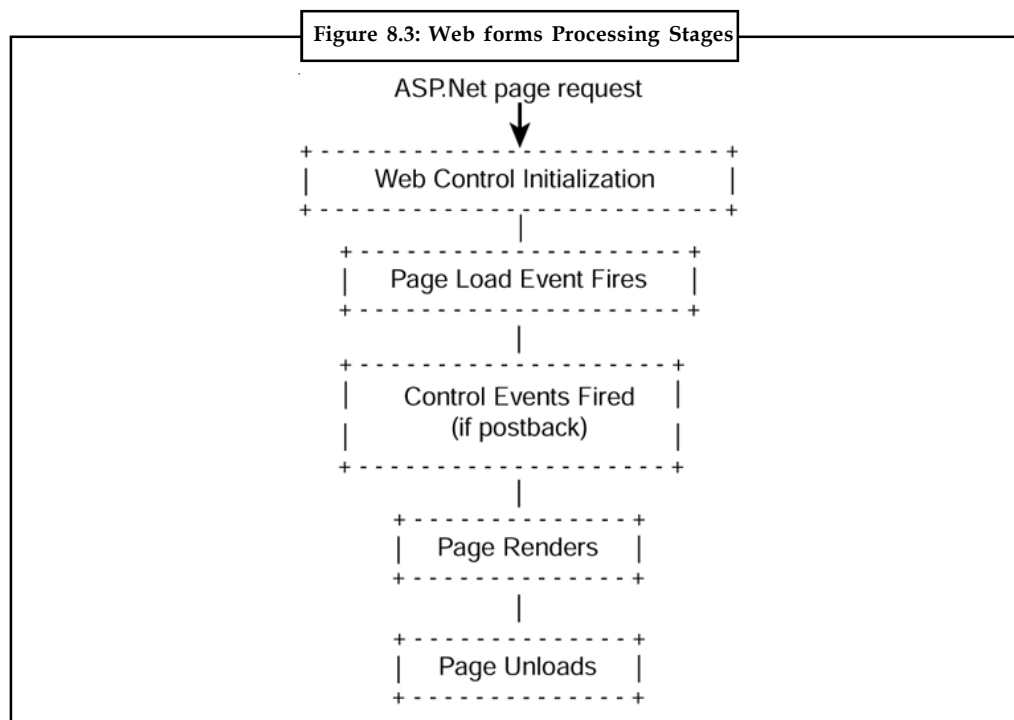 Figure 8.3: Web forms Processing Stages
ASP.Net page request
Web Control Initialization
Page Load Event Fires
Control Events Fired
(if postback)
Page Renders
Page Unloads